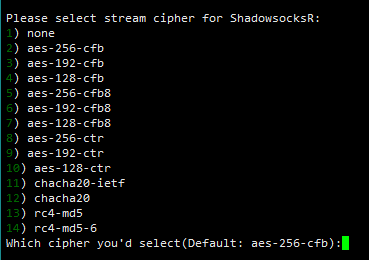 Please select stream cipher for ShadowsocksR:
1) none
2) aes-256-cfb
3) aes-192-cfb
4) aes-128-cfb
5) aes-256-cfb8
6) aes-192-cfb8
7) aes-128-cfb8
8) aes-256-ctr
9) aes-192-ctr
10) aes-128-ctr
11) chacha20-ietf
12) chacha20
13) rc4-md5
14) rc4-md5-6
Which cipher you'd select(Default: aes-256-cfb):